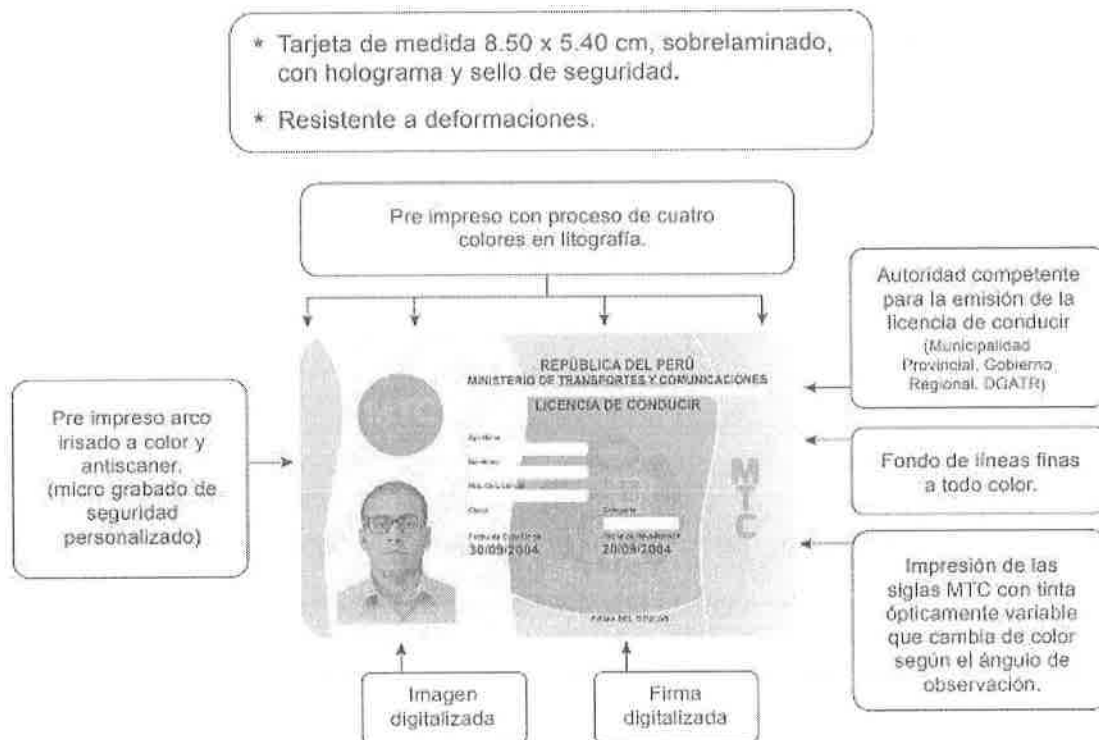 * Tarjeta de medida 8.50 x 5.40 cm, sobrelaminado,
con holograma y sello de seguridad.
* Resistente a deformaciones.
Pre impreso con proceso de cuatro
colores en litografía.
Autoridad competente
para la emisión de la
licencia de conducir
(Municipalidad
Provincial, Gobierno
Regional, DGATR)
Pre impreso arco
irisado a color y
antiscaner.
(micro grabado de
seguridad
personalizado)
REPÚBLICA DEL PERÚ
MINISTERIO DE TRANSPORTES Y COMUNICACIONES
LICENCIA DE CONDUCIR
30/09/2004
20/09/2004
FIRMA DEL TITULAR
MTC
Fondo de líneas finas
a todo color.
Impresión de las
siglas MTC con tinta
ópticamente variable
que cambia de color
según el ángulo de
observación.
Imagen
digitalizada
Firma
digitalizada